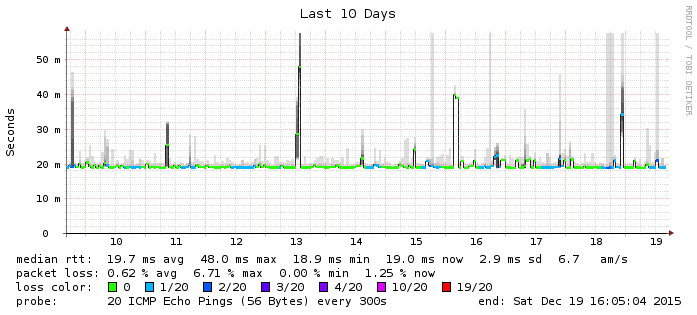 Last 10 Days
RRDTOOL / TOBI OETIKER
Seconds
50 m
40 m
30 m
20 m
10 m
0
10 11 12 13 14 15 16 17 18 19
median rtt: 19.7 ms avg 48.0 ms max 18.9 ms min 19.0 ms now 2.9 ms sd 6.7 am/s
packet loss: 0.62 % avg 6.71 % max 0.00 % min 1.25 % now
loss color: 0 1/20 2/20 3/20 4/20 10/20 19/20
probe: 20 ICMP Echo Pings (56 Bytes) every 300s end: Sat Dec 19 16:05:04 2015